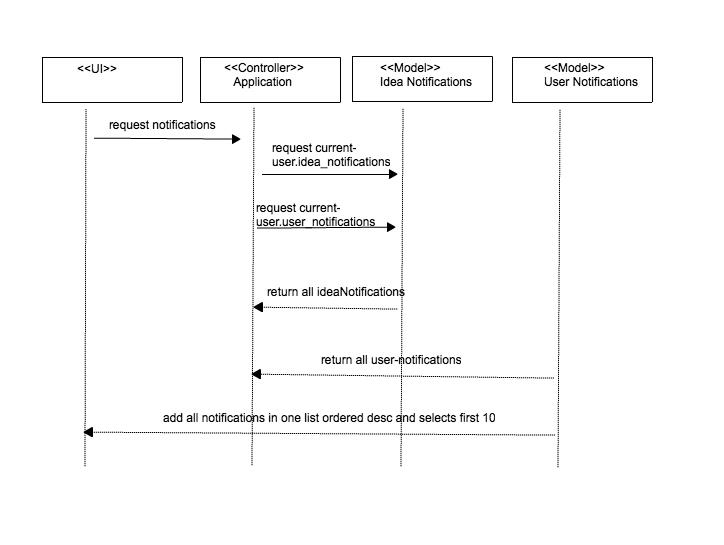 <<UI>>
<<Controller>>
Application
<<Model>>
Idea Notifications
<<Model>>
User Notifications
request notifications
request current-
user.idea_notifications
request current-
user.user_notifications
return all ideaNotifications
return all user-notifications
add all notifications in one list ordered desc and selects first 10